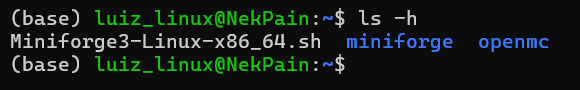 (base) luiz_linux@NekPain:~$ ls -h
Miniforge3-Linux-x86_64.sh  miniforge  openmc
(base) luiz_linux@NekPain:~$